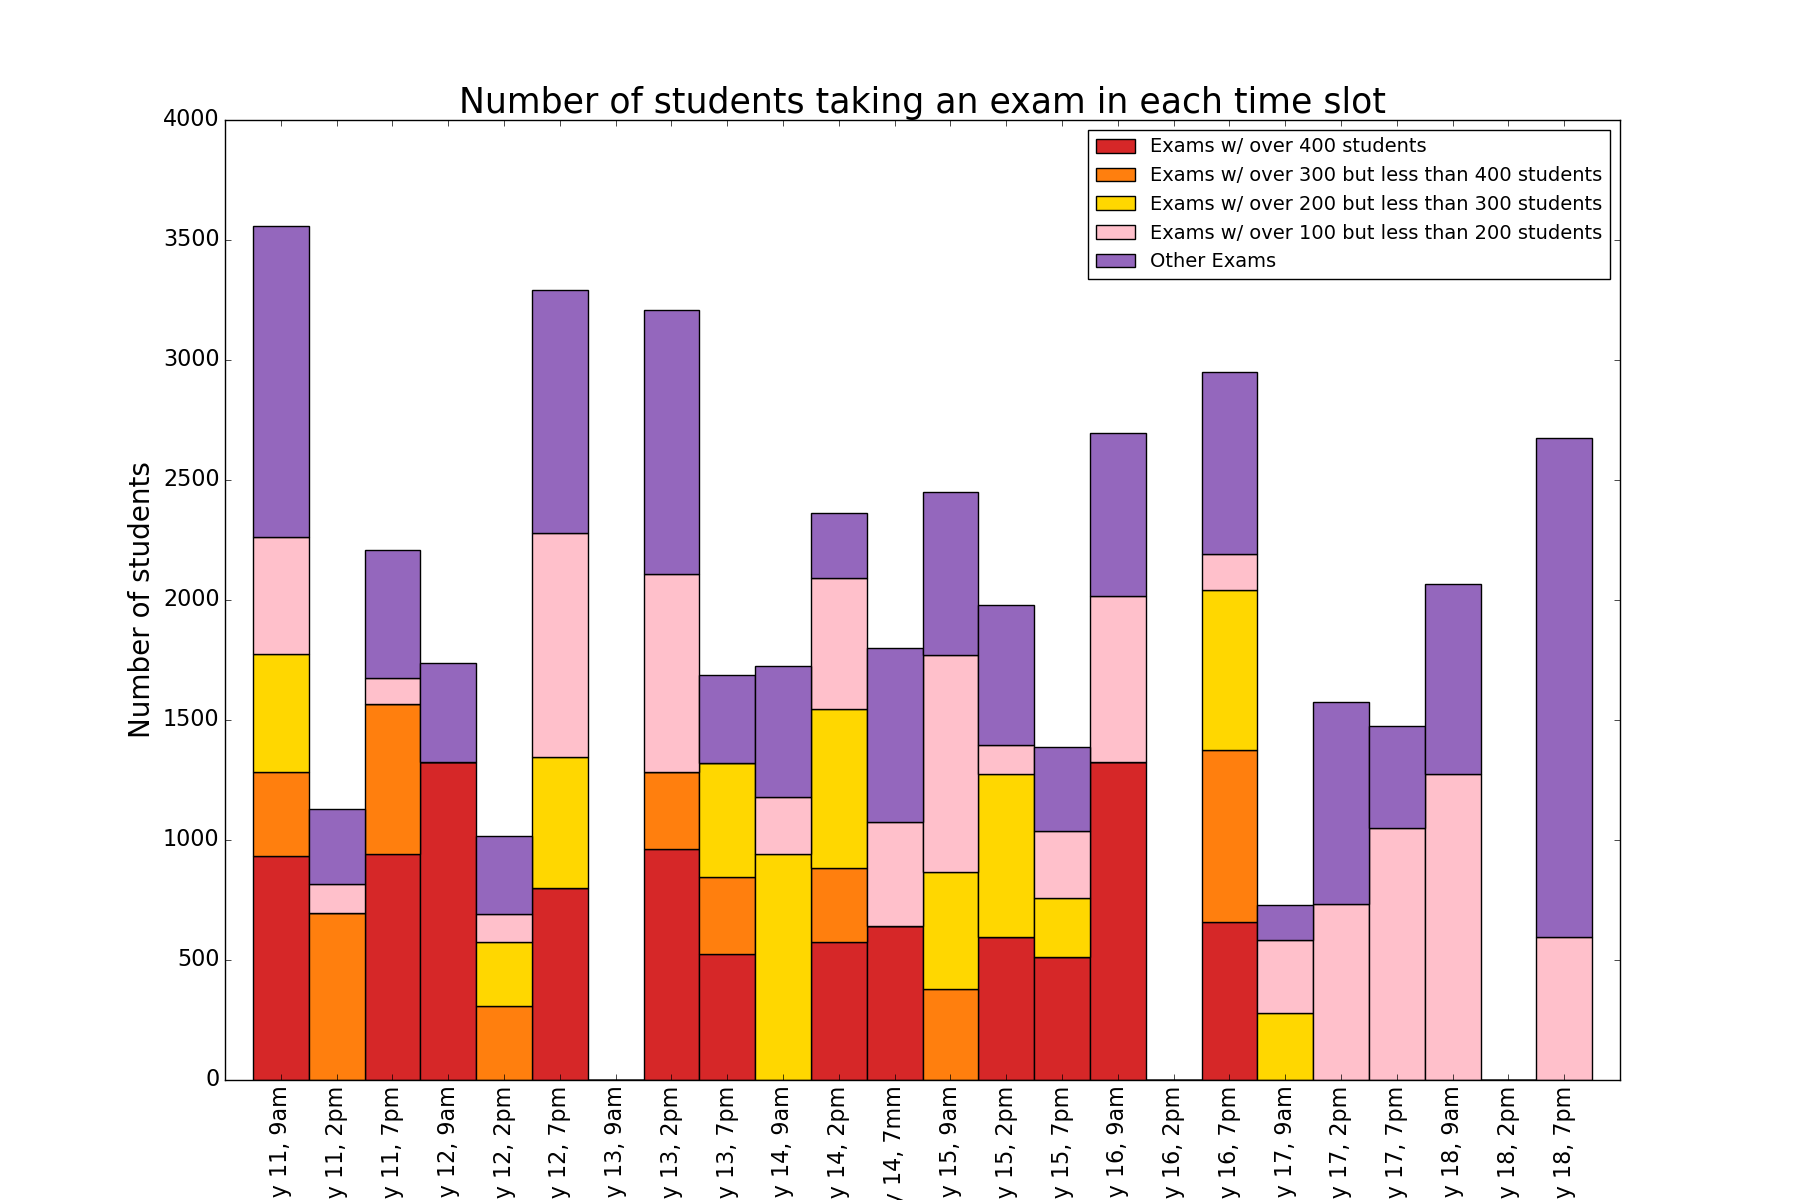 Number of students taking an exam in each time slot
Number of students
4000
3500
3000
2500
2000
1500
1000
500
0
Exams w/ over 400 students
Exams w/ over 300 but less than 400 students
Exams w/ over 200 but less than 300 students
Exams w/ over 100 but less than 200 students
Other Exams
y 11, 9am
y 11, 2pm
y 11, 7pm
y 12, 9am
y 12, 2pm
y 12, 7pm
y 13, 9am
y 13, 2pm
y 13, 7pm
y 14, 9am
y 14, 2pm
y 14, 7mm
y 15, 9am
y 15, 2pm
y 15, 7pm
y 16, 9am
y 16, 2pm
y 16, 7pm
y 17, 9am
y 17, 2pm
y 17, 7pm
y 18, 9am
y 18, 2pm
y 18, 7pm